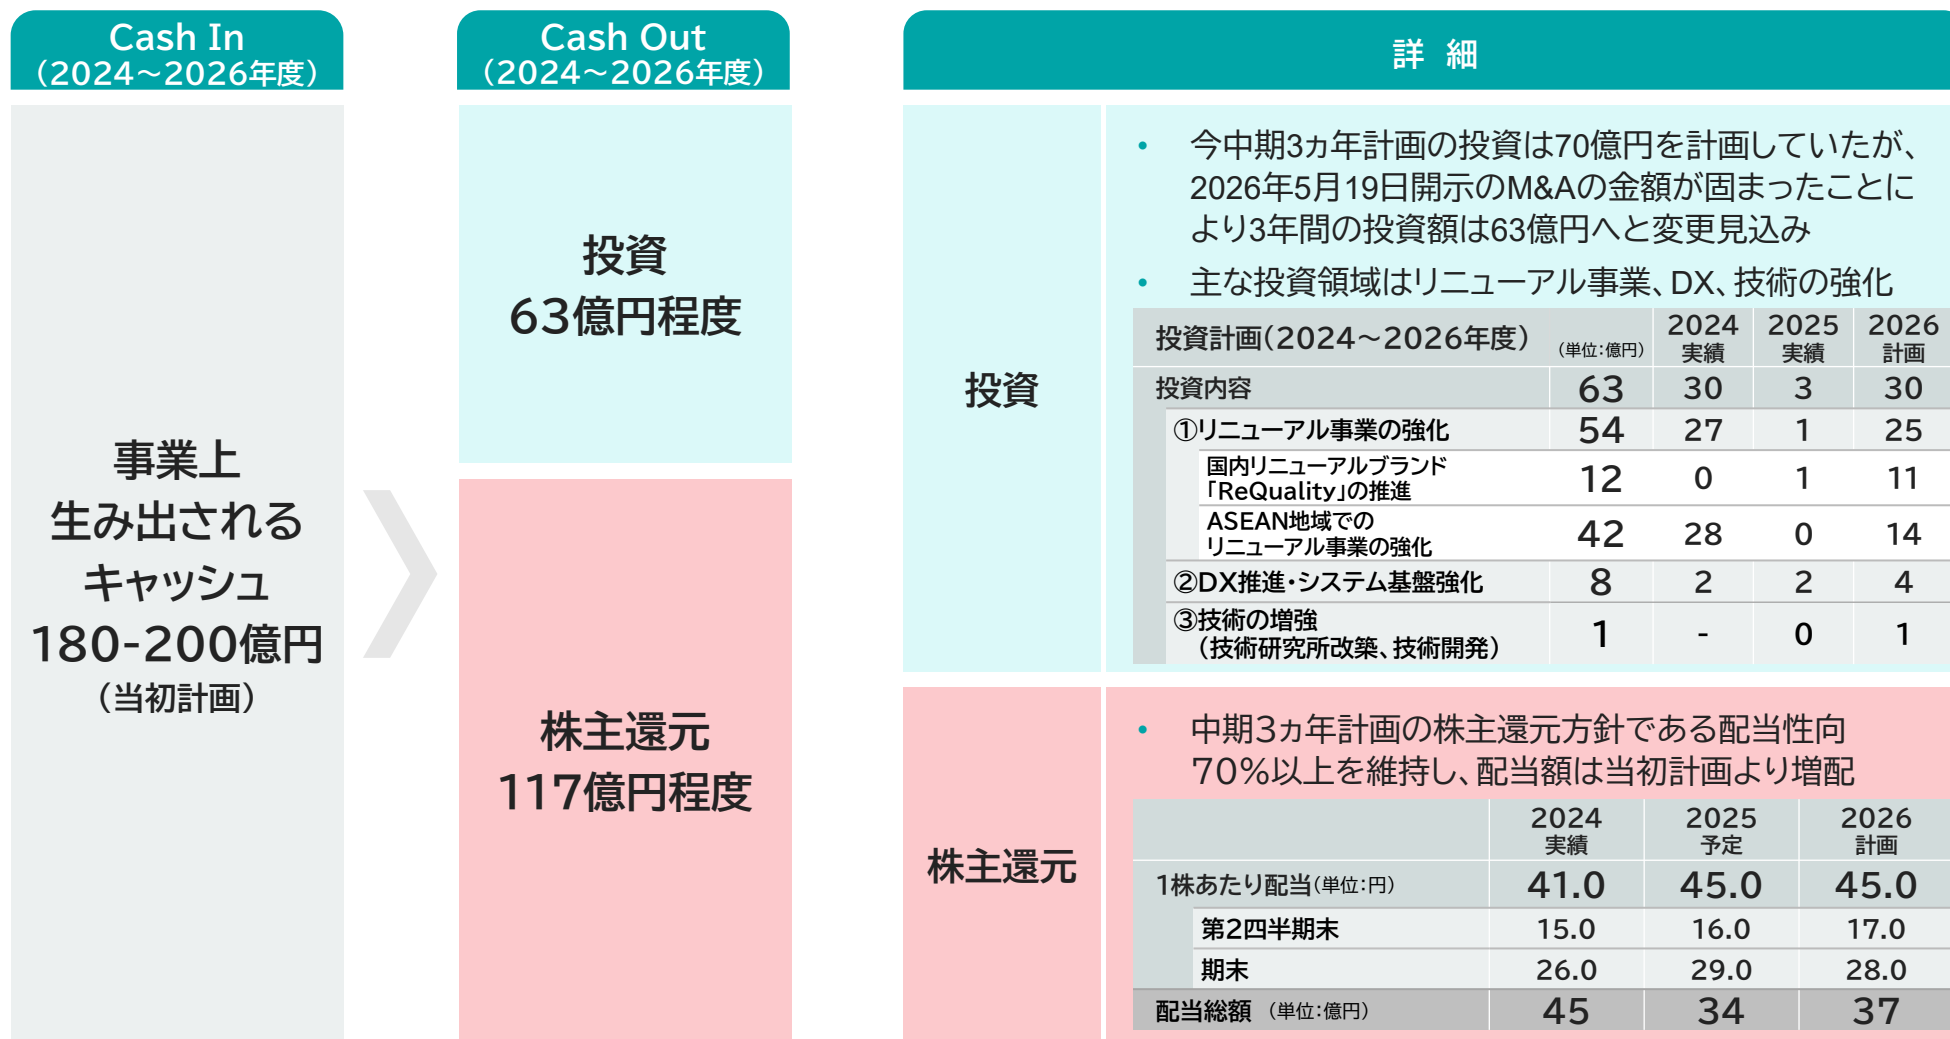 Cash In
（2024～2026年度）
事業上
生み出される
キャッシュ
180-200億円
（当初計画）
Cash Out
（2024～2026年度）
投資
63億円程度
株主還元
117億円程度
詳 細
投資
• 今中期3ヵ年計画の投資は70億円を計画していたが、
2026年5月19日開示のM&Aの金額が固まったことに
より3年間の投資額は63億円へと変更見込み
• 主な投資領域はリニューアル事業、DX、技術の強化
投資計画（2024～2026年度） （単位：億円） 2024 実績 2025 実績 2026 計画
投資内容 63 30 3 30
①リニューアル事業の強化 54 27 1 25
国内リニューアルブランド
「ReQuality」の推進 12 0 1 11
ASEAN地域での
リニューアル事業の強化 42 28 0 14
②DX推進・システム基盤強化 8 2 2 4
③技術の増強
（技術研究所改築、技術開発） 1 - 0 1
株主還元
• 中期3ヵ年計画の株主還元方針である配当性向
70％以上を維持し、配当額は当初計画より増配
2024 実績 2025 予定 2026 計画
1株あたり配当（単位：円） 41.0 45.0 45.0
第2四半期末 15.0 16.0 17.0
期末 26.0 29.0 28.0
配当総額 （単位：億円） 45 34 37